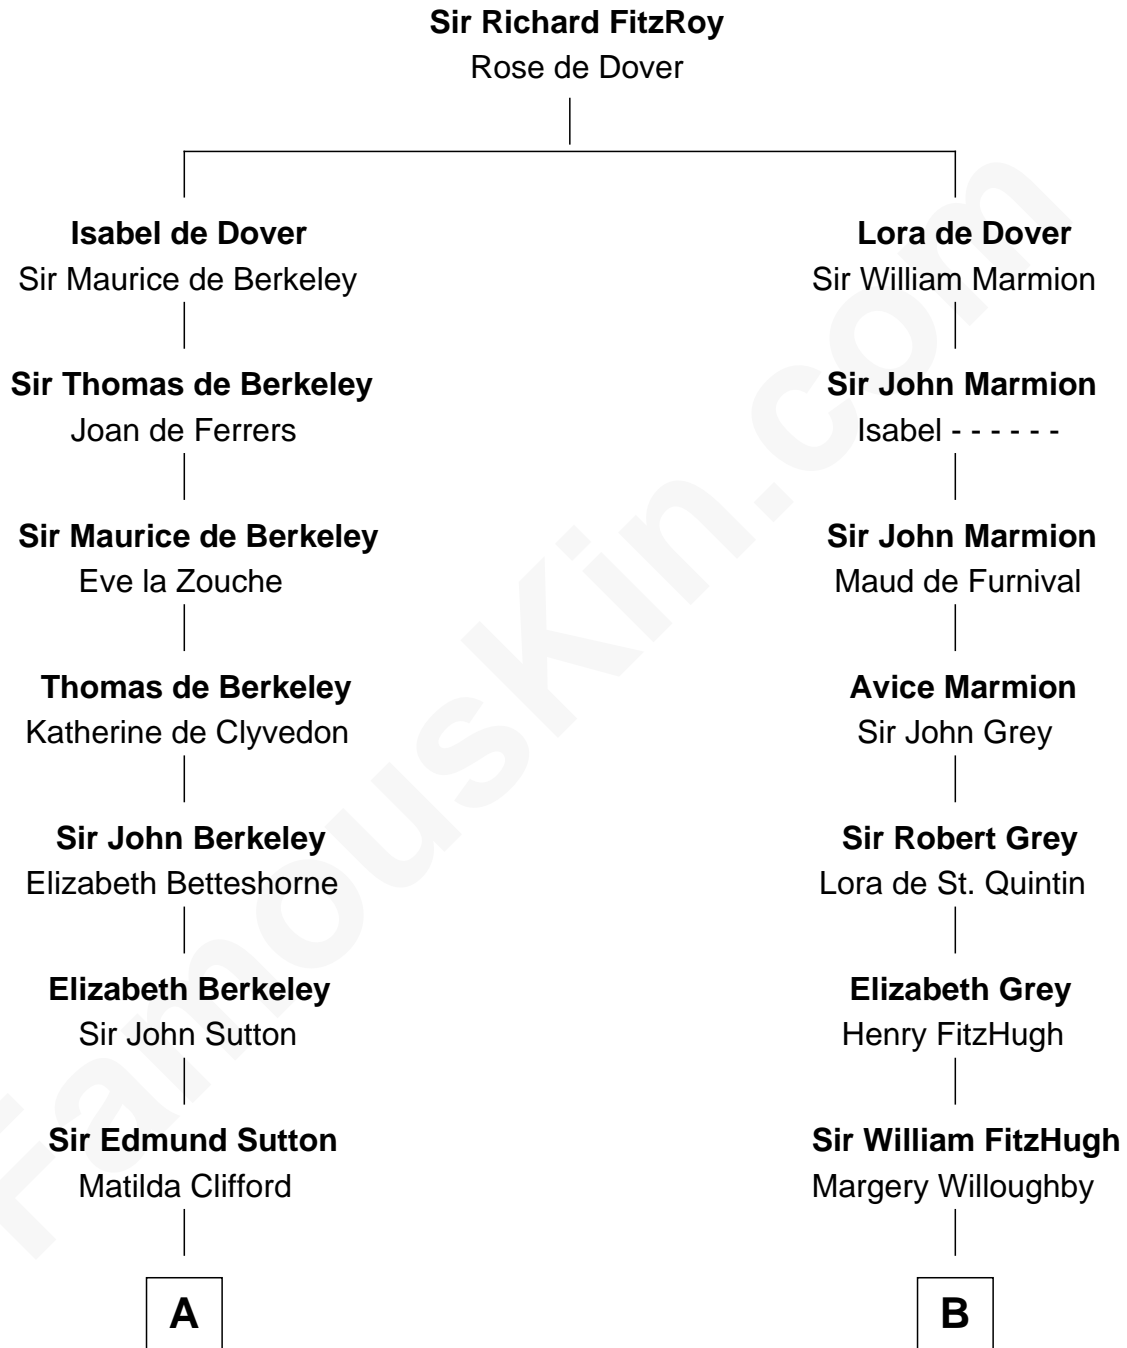 Sir Richard FitzRoy
Rose de Dover
Isabel de Dover
Sir Maurice de Berkeley
Lora de Dover
Sir William Marmion
Sir Thomas de Berkeley
Joan de Ferrers
Sir John Marmion
Isabel - - - - - -
Sir Maurice de Berkeley
Eve la Zouche
Sir John Marmion
Maud de Furnival
Thomas de Berkeley
Katherine de Clyvedon
Avice Marmion
Sir John Grey
Sir John Berkeley
Elizabeth Betteshorne
Sir Robert Grey
Lora de St. Quintin
Elizabeth Berkeley
Sir John Sutton
Elizabeth Grey
Henry FitzHugh
Sir Edmund Sutton
Matilda Clifford
Sir William FitzHugh
Margery Willoughby
A
B
FamousKin.com